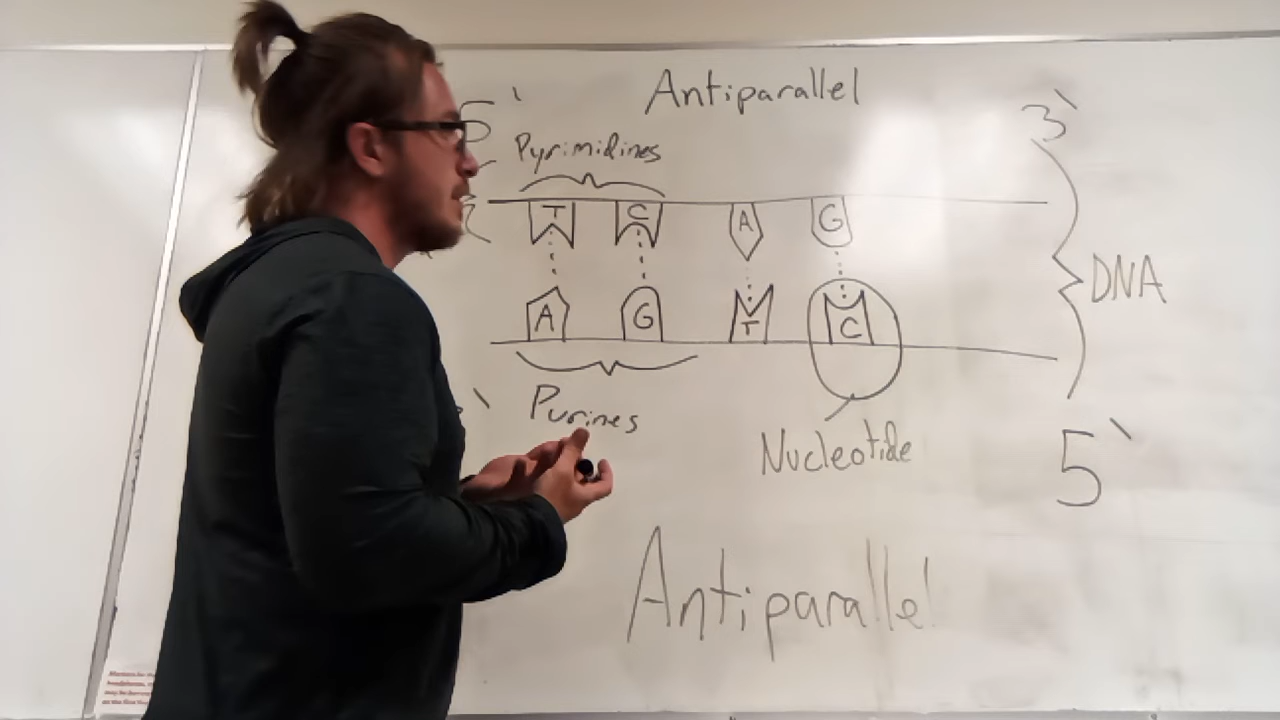 Antiparallel
5` 3`
Pyrimidines
T C A G
DNA
A G T C
Purines
Nucleotide
5`
Antiparallel